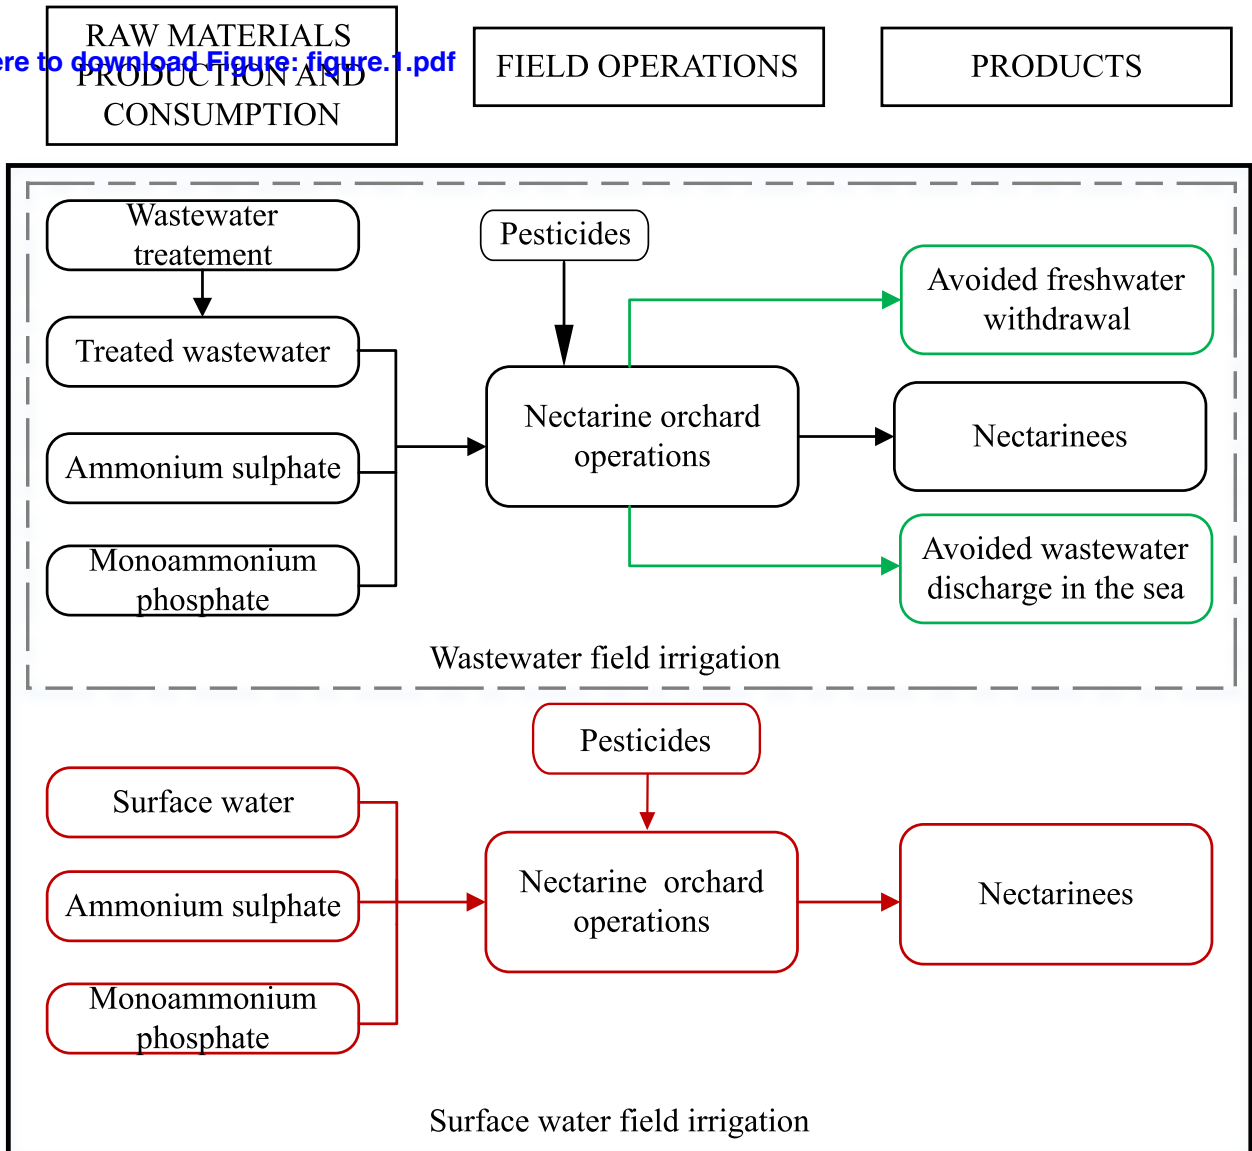 RAW MATERIALS
PRODUCTION AND
CONSUMPTION
ere to download Figure: figure.1.pdf
FIELD OPERATIONS
PRODUCTS
Wastewater
treatement
Pesticides
Avoided freshwater
withdrawal
Treated wastewater
Nectarine orchard
operations
Nectarinees
Ammonium sulphate
Monoammonium
phosphate
Avoided wastewater
discharge in the sea
Wastewater field irrigation
Pesticides
Surface water
Nectarine orchard
operations
Nectarinees
Ammonium sulphate
Monoammonium
phosphate
Surface water field irrigation